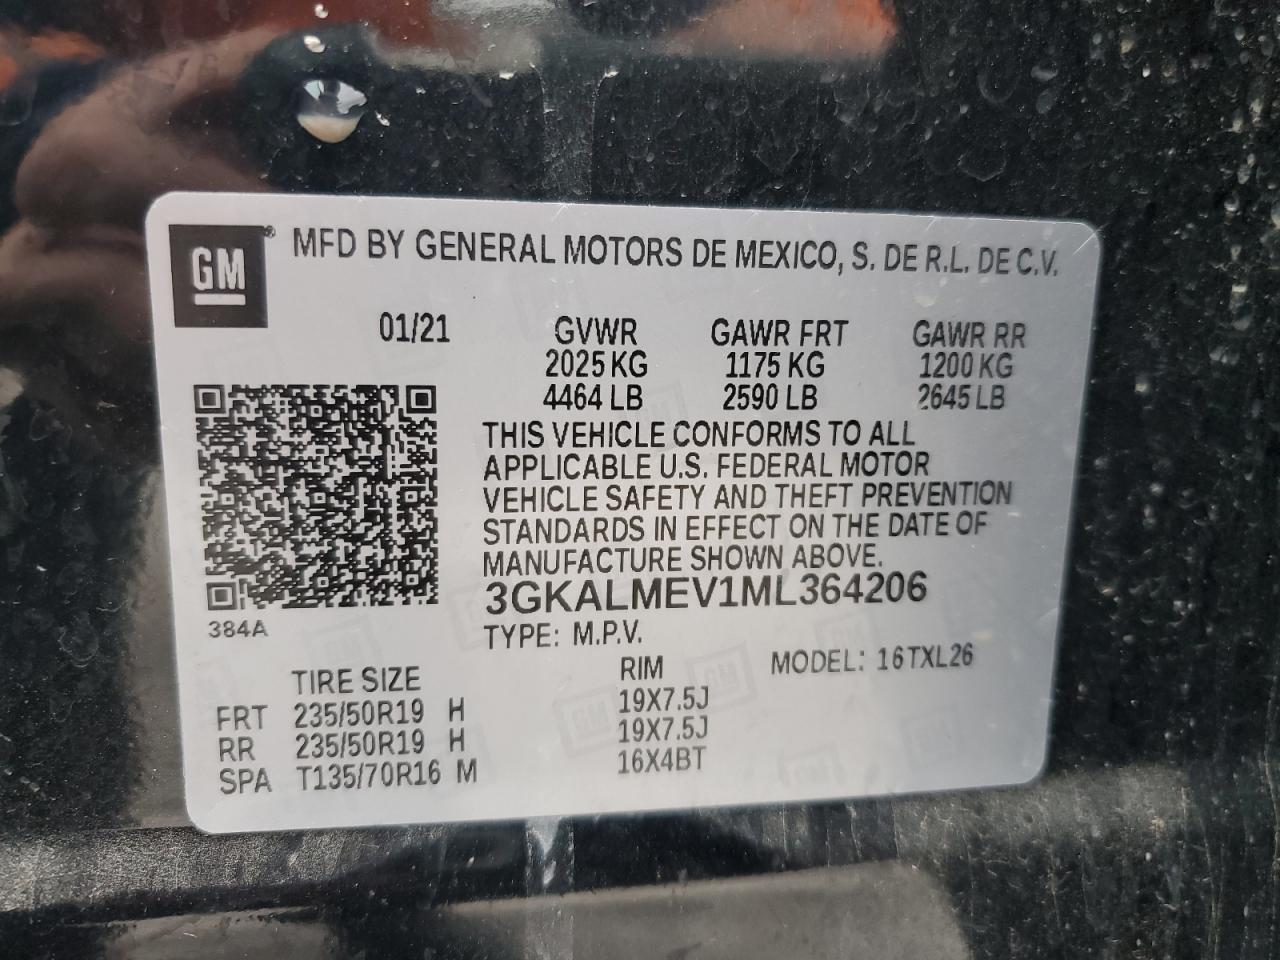 GM® MFD BY GENERAL MOTORS DE MEXICO, S. DE R.L. DE C.V.
01/21 GVWR GAWR FRT GAWR RR
2025 KG 1175 KG 1200 KG
4464 LB 2590 LB 2645 LB
THIS VEHICLE CONFORMS TO ALL
APPLICABLE U.S. FEDERAL MOTOR
VEHICLE SAFETY AND THEFT PREVENTION
STANDARDS IN EFFECT ON THE DATE OF
MANUFACTURE SHOWN ABOVE.
3GKALMEV1ML364206
384A
TYPE: M.P.V.
TIRE SIZE RIM MODEL: 16TXL26
FRT 235/50R19 H 19X7.5J
RR 235/50R19 H 19X7.5J
SPA T135/70R16 M 16X4BT